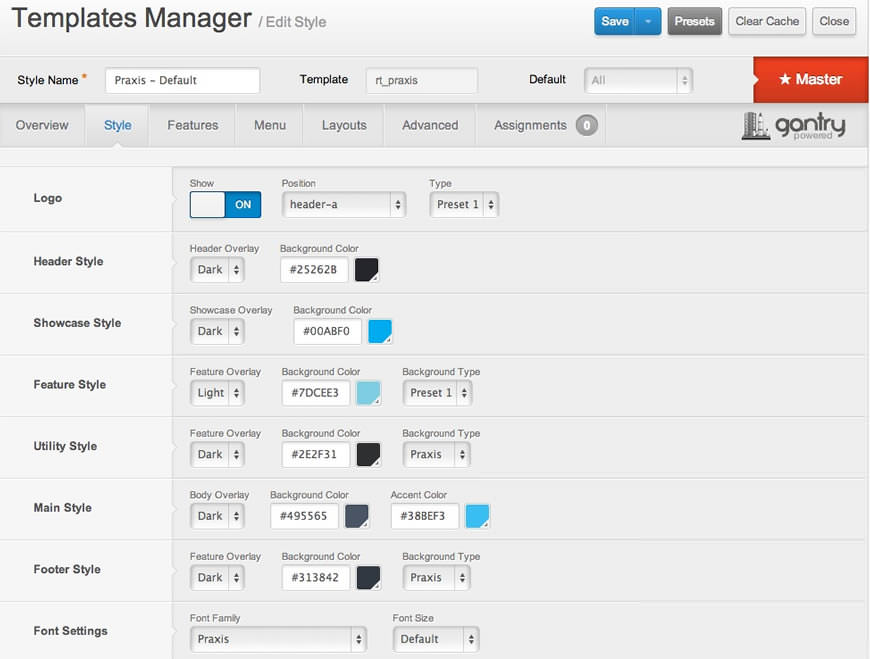 Templates Manager / Edit Style
Save Presets Clear Cache Close
Style Name * Praxis - Default Template rt_praxis Default All ★ Master
Overview Style Features Menu Layouts Advanced Assignments 0 gantry powered
Logo
Show Position Type
ON header-a Preset 1
Header Style
Header Overlay Background Color
Dark #25262B
Showcase Style
Showcase Overlay Background Color
Dark #00ABF0
Feature Style
Feature Overlay Background Color Background Type
Light #7DCEE3 Preset 1
Utility Style
Feature Overlay Background Color Background Type
Dark #2E2F31 Praxis
Main Style
Body Overlay Background Color Accent Color
Dark #495565 #38BEF3
Footer Style
Feature Overlay Background Color Background Type
Dark #313842 Praxis
Font Settings
Font Family Font Size
Praxis Default